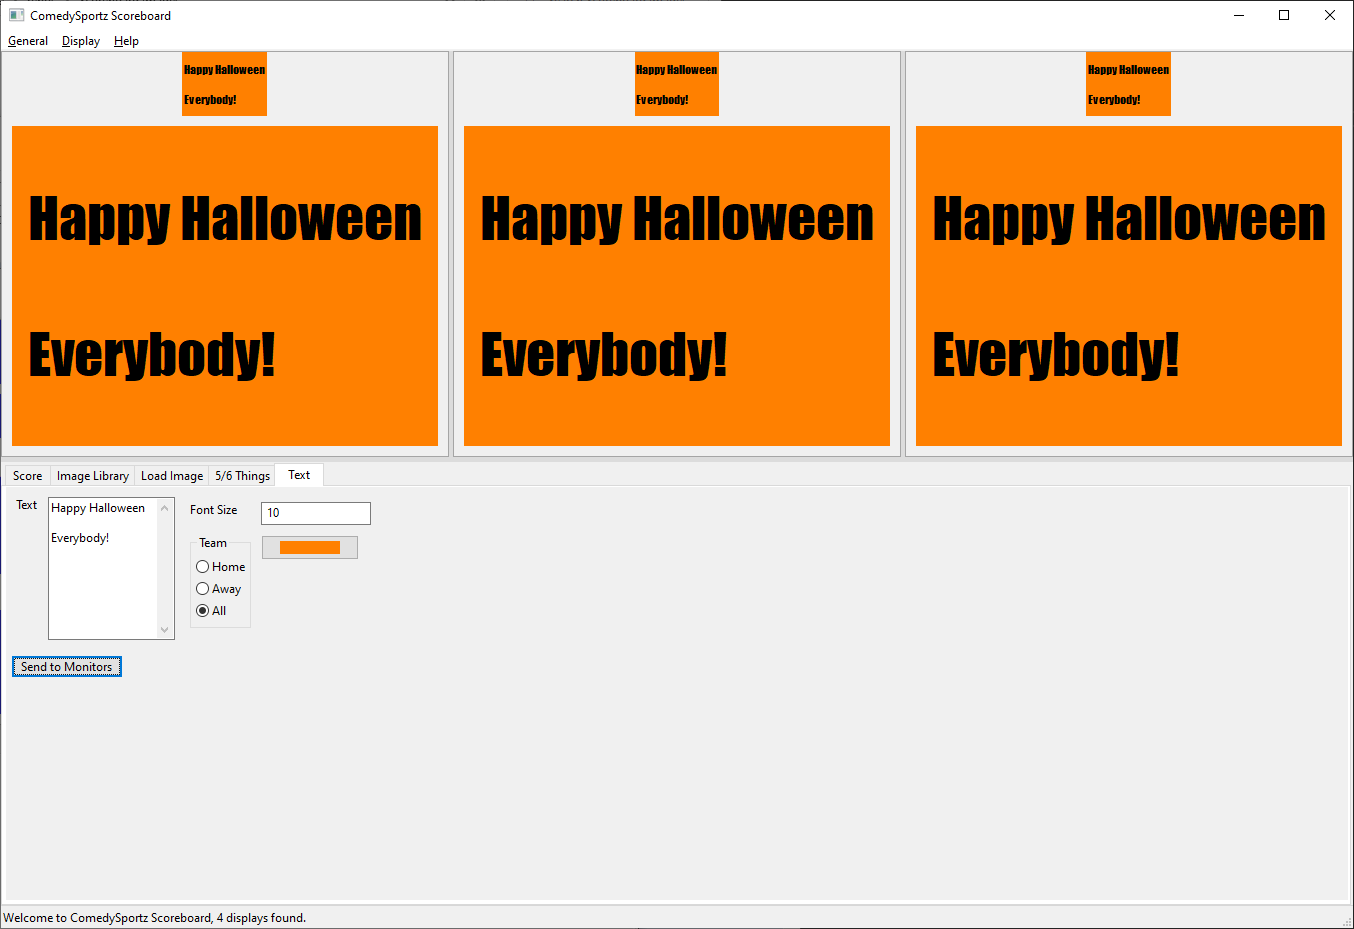 ComedySportz Scoreboard
General Display Help
Happy Halloween Happy Halloween Happy Halloween
Everybody! Everybody! Everybody!
Happy Halloween Happy Halloween Happy Halloween
Everybody! Everybody! Everybody!
Score Image Library Load Image 5/6 Things Text
Text Happy Halloween Font Size 10
Everybody!
Team
Home
Away
All
Send to Monitors
Welcome to ComedySportz Scoreboard, 4 displays found.